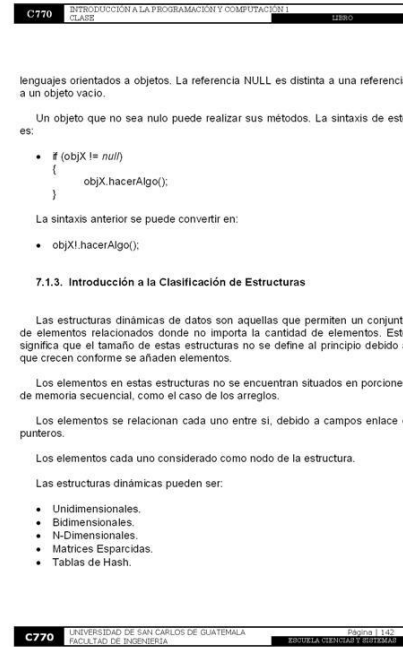 C770
INTRODUCCIÓN A LA PROGRAMACIÓN Y COMPUTACIÓN 1
CLASE
LIBRO
lenguajes orientados a objetos. La referencia NULL es distinta a una referenci
a un objeto vacio.
Un objeto que no sea nulo puede realizar sus métodos. La sintaxis de est
es:
• if (objX != null)
{
objX.hacerAlgo();
}
La sintaxis anterior se puede convertir en:
• objX!.hacerAlgo();
7.1.3. Introducción a la Clasificación de Estructuras
Las estructuras dinámicas de datos son aquellas que permiten un conjunt
de elementos relacionados donde no importa la cantidad de elementos. Est
significa que el tamaño de estas estructuras no se define al principio debido
que crecen conforme se añaden elementos.
Los elementos en estas estructuras no se encuentran situados en porcione
de memoria secuencial, como el caso de los arreglos.
Los elementos se relacionan cada uno entre si, debido a campos enlace
punteros.
Los elementos cada uno considerado como nodo de la estructura.
Las estructuras dinámicas pueden ser:
• Unidimensionales.
• Bidimensionales.
• N-Dimensionales.
• Matrices Esparcidas.
• Tablas de Hash.
C770
UNIVERSIDAD DE SAN CARLOS DE GUATEMALA
FACULTAD DE INGENIERÍA
Página | 142
ESCUELA CIENCIAS Y SISTEMAS